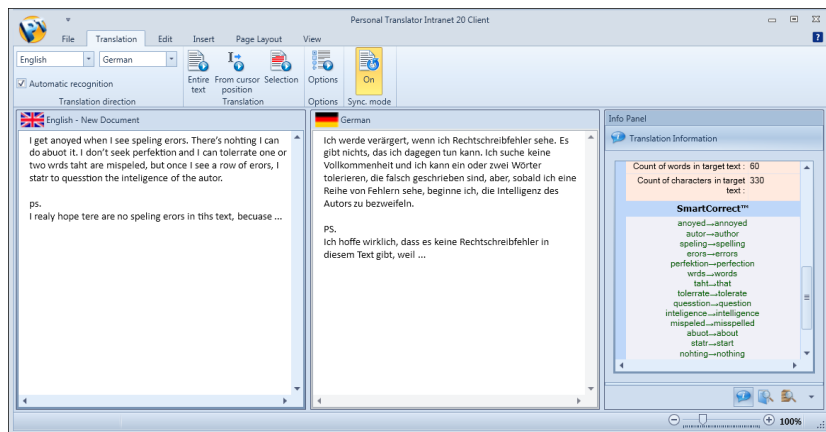 Personal Translator Intranet 20 Client
File Translation Edit Insert Page Layout View
?
English German
Automatic recognition
Translation direction
Entire text
From cursor position
Selection
Translation
Options
Options
On
Sync. mode
English - New Document
I get anoyed when I see speling erors. There's nohting I can
do abuot it. I don't seek perfektion and I can tolerrate one or
two wrds taht are mispeled, but once I see a row of erors, I
statr to quesstion the inteligence of the autor.
ps.
I realy hope tere are no speling erors in tihs text, becuase ...
German
Ich werde verärgert, wenn ich Rechtschreibfehler sehe. Es
gibt nichts, das ich dagegen tun kann. Ich suche keine
Vollkommenheit und ich kann ein oder zwei Wörter
tolerieren, die falsch geschrieben sind, aber, sobald ich eine
Reihe von Fehlern sehe, beginne ich, die Intelligenz des
Autors zu bezweifeln.
PS.
Ich hoffe wirklich, dass es keine Rechtschreibfehler in
diesem Text gibt, weil ...
Info Panel
Translation Information
Count of words in target text : 60
Count of characters in target 330
text :
SmartCorrect™
anoyed→annoyed
autor→author
speling→spelling
erors→errors
perfektion→perfection
wrds→words
taht→that
tolerrate→tolerate
quesstion→question
inteligence→intelligence
mispeled→misspelled
abuot→about
statr→start
nohting→nothing
100%